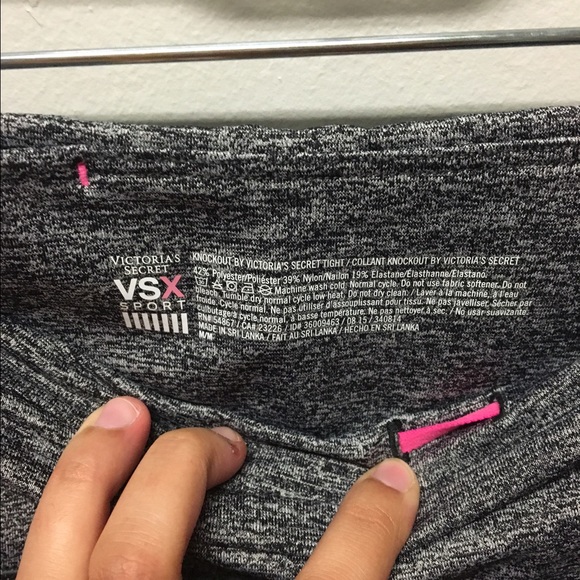 VICTORIA'S
SECRET
VSX
SPORT
KNOCKOUT BY VICTORIA'S SECRET TIGHT / COLLANT KNOCKOUT BY VICTORIA'S SECRET
42% Polyester/Poliéster 39% Nylon/Nailon 19% Elastane/Elasthanne/Elastano.
Machine wash cold. Normal cycle. Do not use fabric softener. Do not
bleach. Tumble dry normal cycle low heat. Do not dry clean. / Laver à la machine, à l'eau
froide. Cycle normal. Ne pas utiliser d'assouplissant pour tissu. Ne pas javelliser. Sécher par
culbutage à cycle normal, à basse température. Ne pas nettoyer à sec. / No usar suavizante.
RN# 54867/ CA# 23226 / ID# 36009463 / 08 15 / 340814
MADE IN SRI LANKA / FAIT AU SRI LANKA / HECHO EN SRI LANKA
M/M